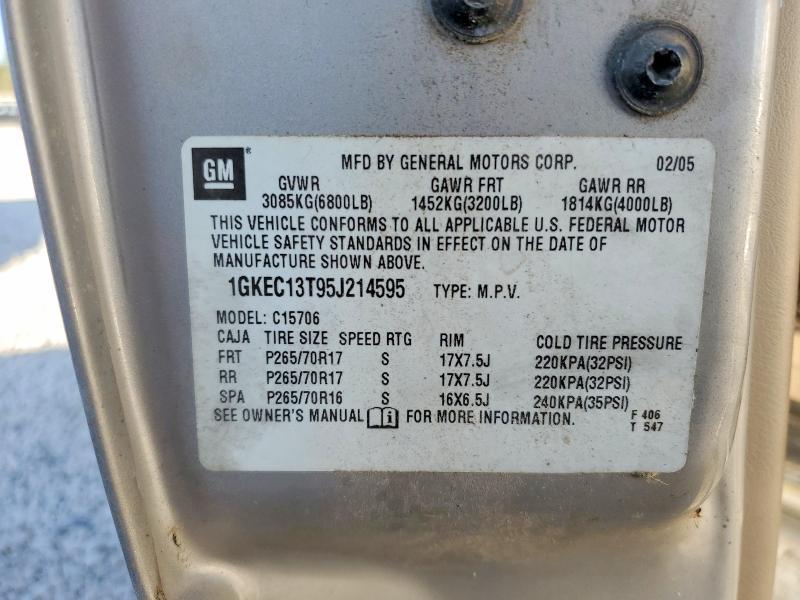 GM
MFD BY GENERAL MOTORS CORP. 02/05
GVWR GAWR FRT GAWR RR
3085KG(6800LB) 1452KG(3200LB) 1814KG(4000LB)
THIS VEHICLE CONFORMS TO ALL APPLICABLE U.S. FEDERAL MOTOR
VEHICLE SAFETY STANDARDS IN EFFECT ON THE DATE OF
MANUFACTURE SHOWN ABOVE.
1GKEC13T95J214595 TYPE: M.P.V.
MODEL: C15706
CAJA TIRE SIZE SPEED RTG RIM COLD TIRE PRESSURE
FRT P265/70R17 S 17X7.5J 220KPA(32PSI)
RR P265/70R17 S 17X7.5J 220KPA(32PSI)
SPA P265/70R16 S 16X6.5J 240KPA(35PSI)
SEE OWNER'S MANUAL i FOR MORE INFORMATION.
F 406
T 547